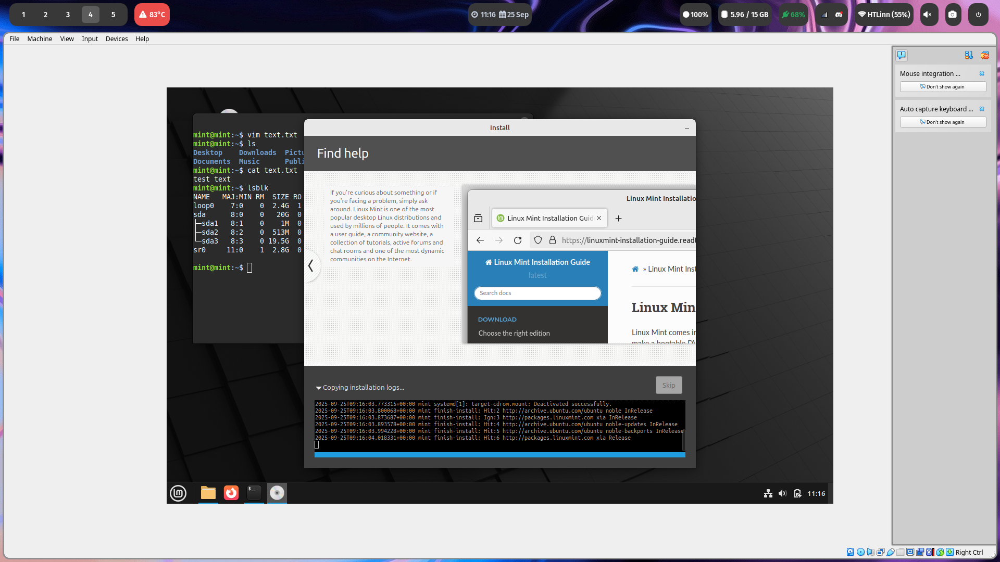 1 2 3 4 5 83°C 11:16 25 Sep 100% 5.96 / 15 GB 68% HTLinn (55%)
File Machine View Input Devices Help
Mouse integration ...
Don't show again
Auto capture keyboard ...
Don't show again
mint@mint:~$ vim text.txt
mint@mint:~$ ls
Desktop Downloads Pictu
Documents Music Publi
mint@mint:~$ cat text.txt
test text
mint@mint:~$ lsblk
NAME MAJ:MIN RM SIZE RO
loop0 7:0 0 2.4G 1
sda 8:0 0 20G 0
├─sda1 8:1 0 1M 0
├─sda2 8:2 0 513M 0
└─sda3 8:3 0 19.5G 0
sr0 11:0 1 2.8G 0
mint@mint:~$
Install
Find help
If you're curious about something or if
you're facing a problem, simply ask
around. Linux Mint is one of the most
popular desktop Linux distributions and
used by millions of people. It comes with
a user guide, a community website, a
collection of tutorials, active forums and
chat rooms and one of the most dynamic
communities on the Internet.
Linux Mint Installatio
Linux Mint Installation Guid
https://linuxmint-installation-guide.readt
Linux Mint Installation Guide
latest
Search docs
DOWNLOAD
Choose the right edition
» Linux Mint Inst
Linux Min
Linux Mint comes in
make a bootable DV
Copying installation logs...
Skip
2025-09-25T09:16:03.773315+00:00 mint systemd[1]: target-cdrom.mount: Deactivated successfully.
2025-09-25T09:16:03.800068+00:00 mint finish-install: Hit:2 http://archive.ubuntu.com/ubuntu noble InRelease
2025-09-25T09:16:03.873687+00:00 mint finish-install: Ign:3 http://packages.linuxmint.com xia InRelease
2025-09-25T09:16:03.893578+00:00 mint finish-install: Hit:4 http://archive.ubuntu.com/ubuntu noble-updates InRelease
2025-09-25T09:16:03.994228+00:00 mint finish-install: Hit:5 http://archive.ubuntu.com/ubuntu noble-backports InRelease
2025-09-25T09:16:04.018331+00:00 mint finish-install: Hit:6 http://packages.linuxmint.com xia Release
11:16
Right Ctrl